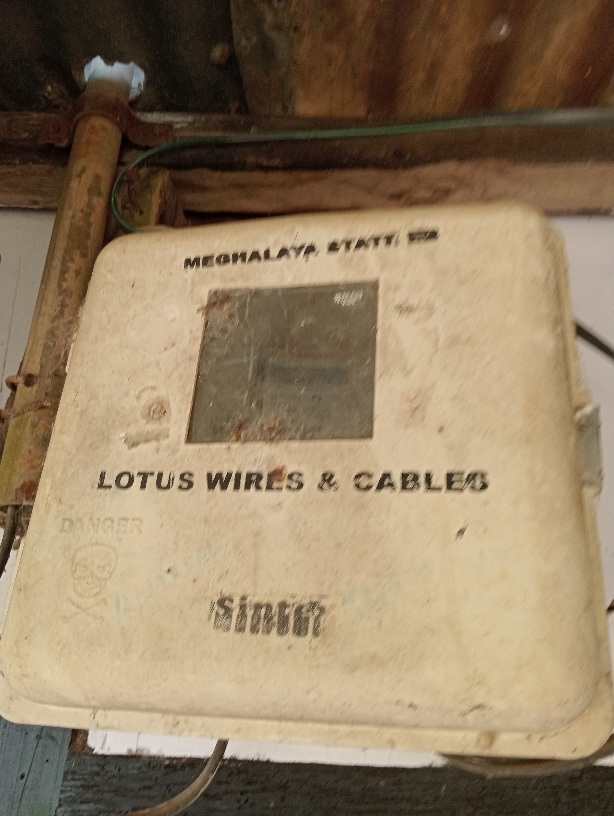 MEGHALAYA STATE
LOTUS WIRES & CABLES
DANGER
Sintex